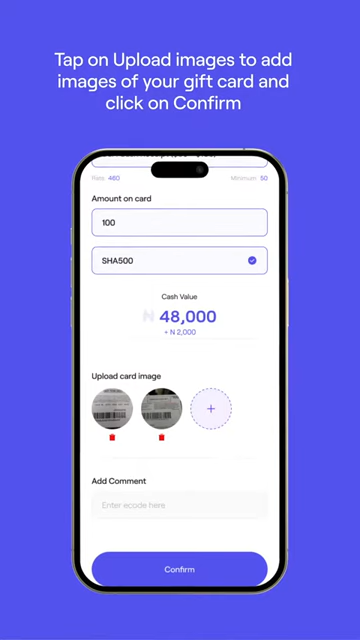 Tap on Upload images to add
images of your gift card and
click on Confirm
Rate: 460
Minimum: 50
Amount on card
100
SHA500
Cash Value
₦ 48,000
+ N 2,000
Upload card image
Add Comment
Enter ecode here
Confirm